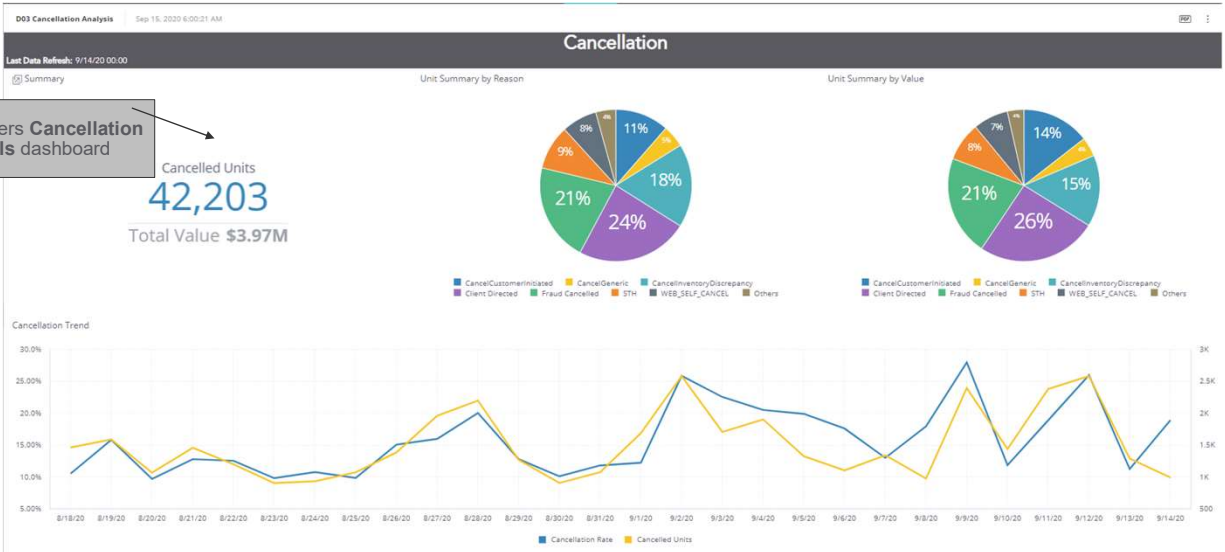 D03 Cancellation Analysis Sep 15, 2020 6:00:21 AM PDF
Cancellation
Last Data Refresh: 9/14/20 00:00
Summary Unit Summary by Reason Unit Summary by Value
ers Cancellation
ls dashboard
Cancelled Units
42,203
Total Value $3.97M
11%
5%
18%
24%
21%
9%
8%
4%
14%
4%
15%
26%
21%
8%
7%
4%
CancelCustomerInitiated CancelGeneric CancelInventoryDiscrepancy
Client Directed Fraud Cancelled STH WEB_SELF_CANCEL Others
CancelCustomerInitiated CancelGeneric CancelInventoryDiscrepancy
Client Directed Fraud Cancelled STH WEB_SELF_CANCEL Others
Cancellation Trend
30.0% 3K
25.00% 2.5K
20.0% 2K
15.00% 1.5K
10.0% 1K
5.00% 500
8/18/20 8/19/20 8/20/20 8/21/20 8/22/20 8/23/20 8/24/20 8/25/20 8/26/20 8/27/20 8/28/20 8/29/20 8/30/20 8/31/20 9/1/20 9/2/20 9/3/20 9/4/20 9/5/20 9/6/20 9/7/20 9/8/20 9/9/20 9/10/20 9/11/20 9/12/20 9/13/20 9/14/20
Cancellation Rate Cancelled Units